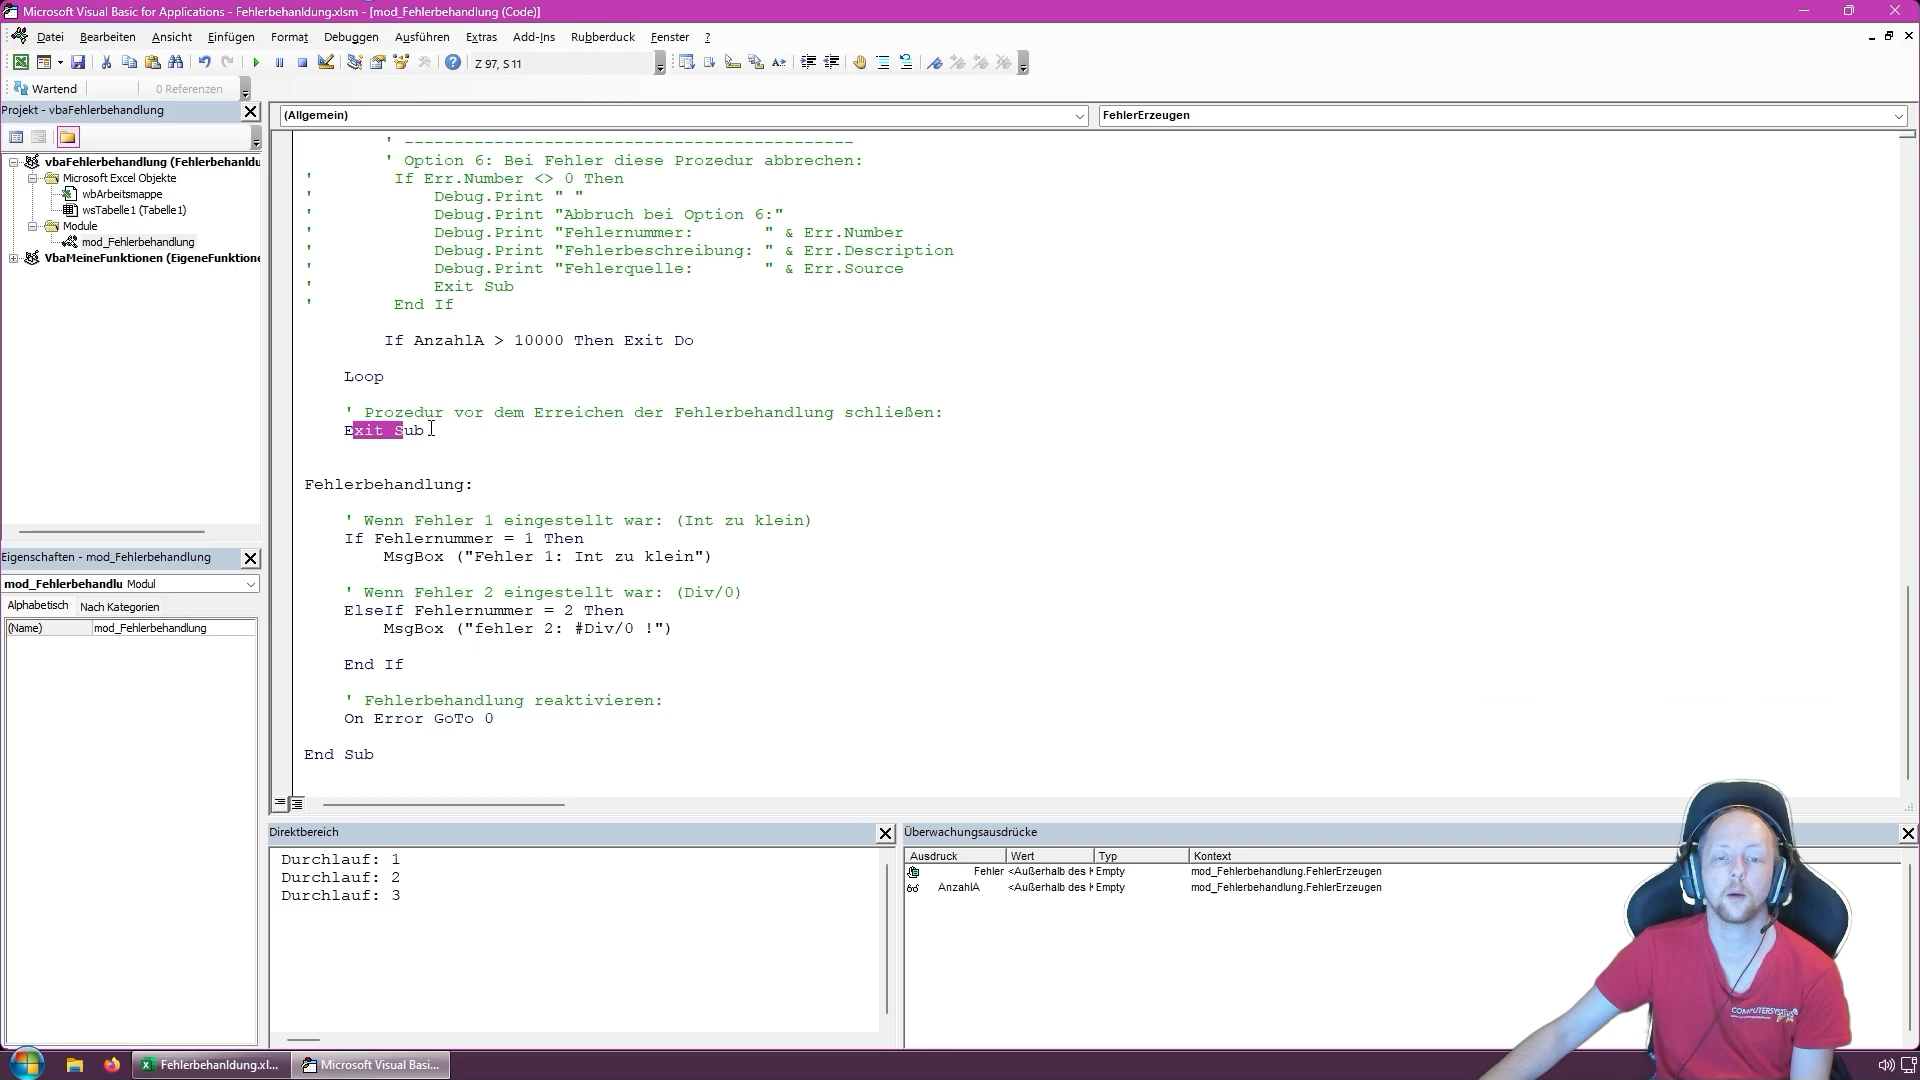 Microsoft Visual Basic for Applications - Fehlerbehanldung.xlsm - [mod_Fehlerbehandlung (Code)]
Datei Bearbeiten Ansicht Einfügen Format Debuggen Ausführen Extras Add-Ins Rubberduck Fenster ?
Z 97, S 11
Wartend 0 Referenzen
Projekt - vbaFehlerbehandlung
vbaFehlerbehandlung (Fehlerbehanldu
Microsoft Excel Objekte
wbArbeitsmappe
wsTabelle1 (Tabelle1)
Module
mod_Fehlerbehandlung
VbaMeineFunktionen (EigeneFunktione
Eigenschaften - mod_Fehlerbehandlung
mod_Fehlerbehandlu Modul
Alphabetisch Nach Kategorien
(Name) mod_Fehlerbehandlung
(Allgemein) FehlerErzeugen
' ---------------------------------------------
' Option 6: Bei Fehler diese Prozedur abbrechen:
' If Err.Number <> 0 Then
' Debug.Print " "
' Debug.Print "Abbruch bei Option 6:"
' Debug.Print "Fehlernummer: " & Err.Number
' Debug.Print "Fehlerbeschreibung: " & Err.Description
' Debug.Print "Fehlerquelle: " & Err.Source
' Exit Sub
' End If
If AnzahlA > 10000 Then Exit Do
Loop
' Prozedur vor dem Erreichen der Fehlerbehandlung schließen:
Exit Sub
Fehlerbehandlung:
' Wenn Fehler 1 eingestellt war: (Int zu klein)
If Fehlernummer = 1 Then
MsgBox ("Fehler 1: Int zu klein")
' Wenn Fehler 2 eingestellt war: (Div/0)
ElseIf Fehlernummer = 2 Then
MsgBox ("fehler 2: #Div/0 !")
End If
' Fehlerbehandlung reaktivieren:
On Error GoTo 0
End Sub
Direktbereich
Durchlauf: 1
Durchlauf: 2
Durchlauf: 3
Überwachungsausdrücke
Ausdruck Wert Typ Kontext
Fehler <Außerhalb des K Empty mod_Fehlerbehandlung.FehlerErzeugen
AnzahlA <Außerhalb des K Empty mod_Fehlerbehandlung.FehlerErzeugen
Fehlerbehanldung.xl... Microsoft Visual Basi...